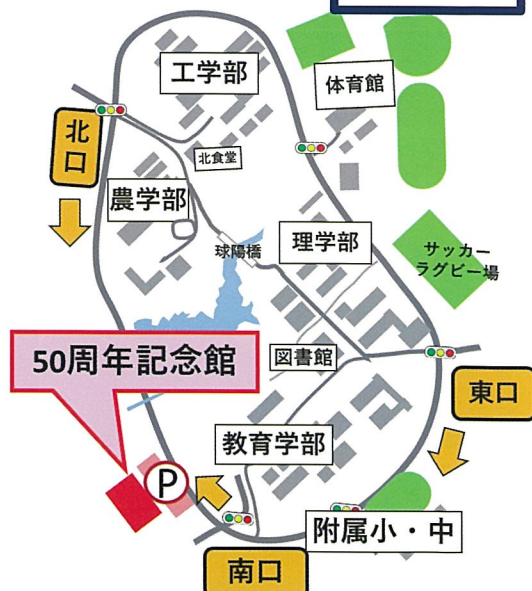 工学部
体育館
北口
北食堂
農学部
球陽橋
理学部
サッカー
ラグビー場
50周年記念館
図書館
東口
教育学部
P
附属小・中
南口